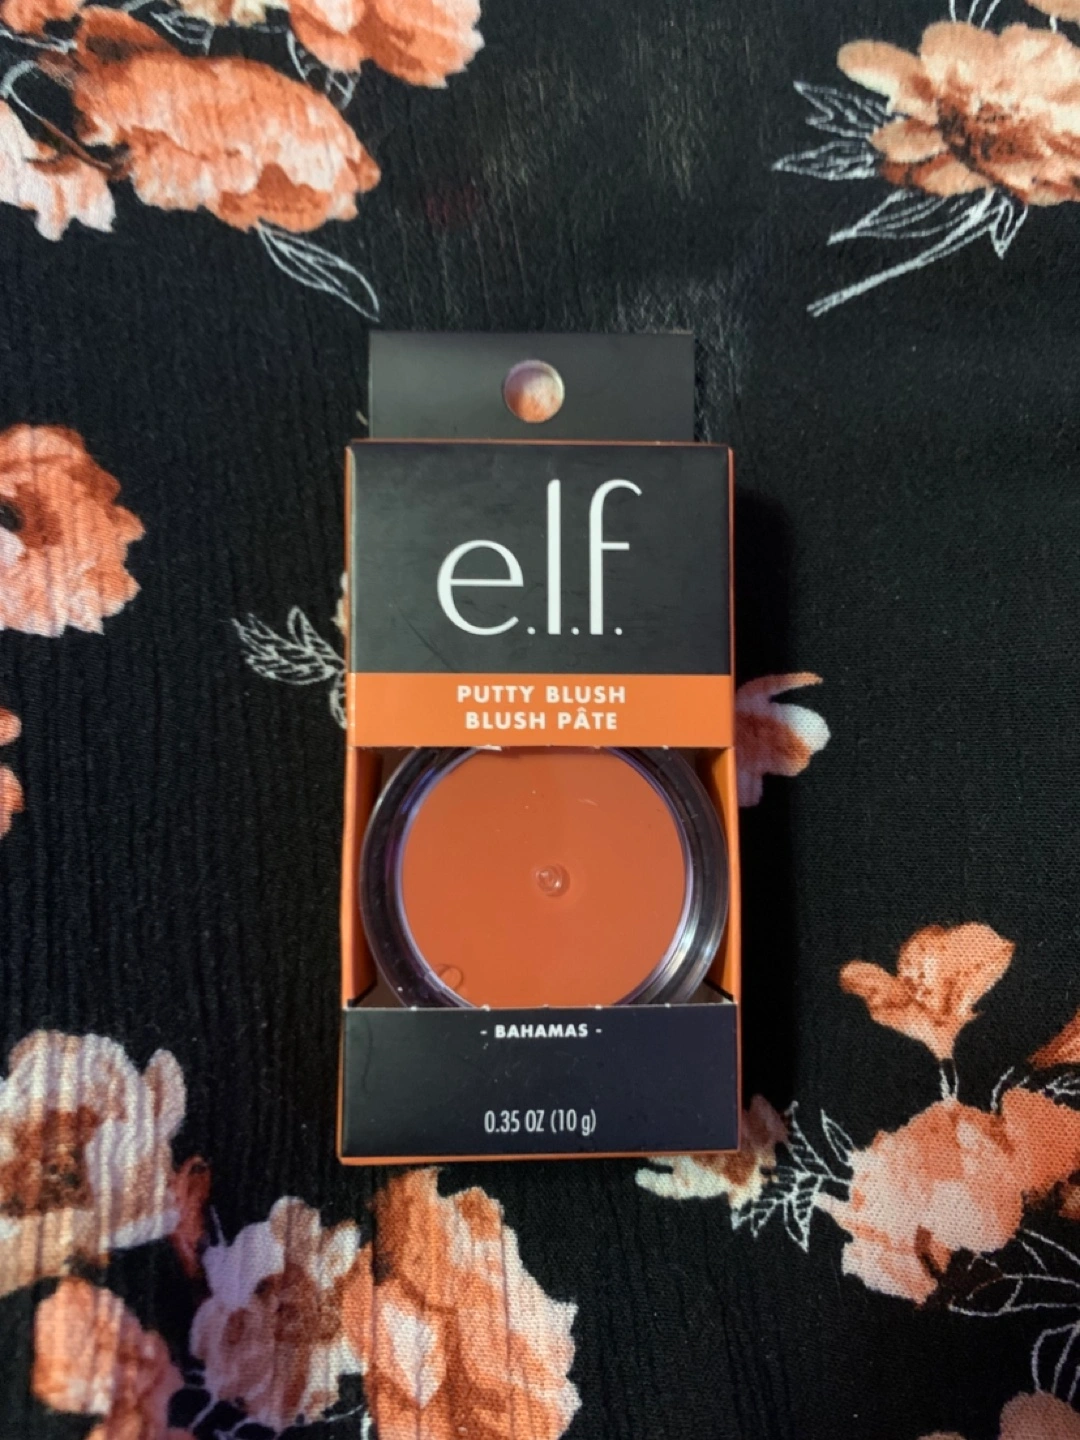 e.l.f.
PUTTY BLUSH
BLUSH PÂTE
- BAHAMAS -
0.35 OZ (10 g)